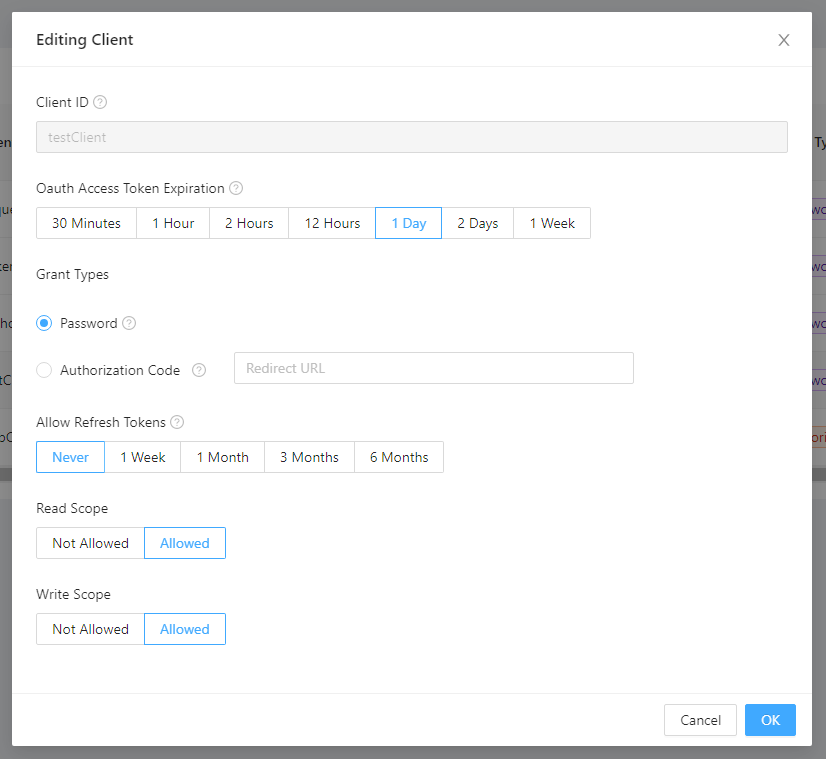 Editing Client
Client ID
testClient
Oauth Access Token Expiration
30 Minutes 1 Hour 2 Hours 12 Hours 1 Day 2 Days 1 Week
Grant Types
Password
Authorization Code Redirect URL
Allow Refresh Tokens
Never 1 Week 1 Month 3 Months 6 Months
Read Scope
Not Allowed Allowed
Write Scope
Not Allowed Allowed
Cancel OK